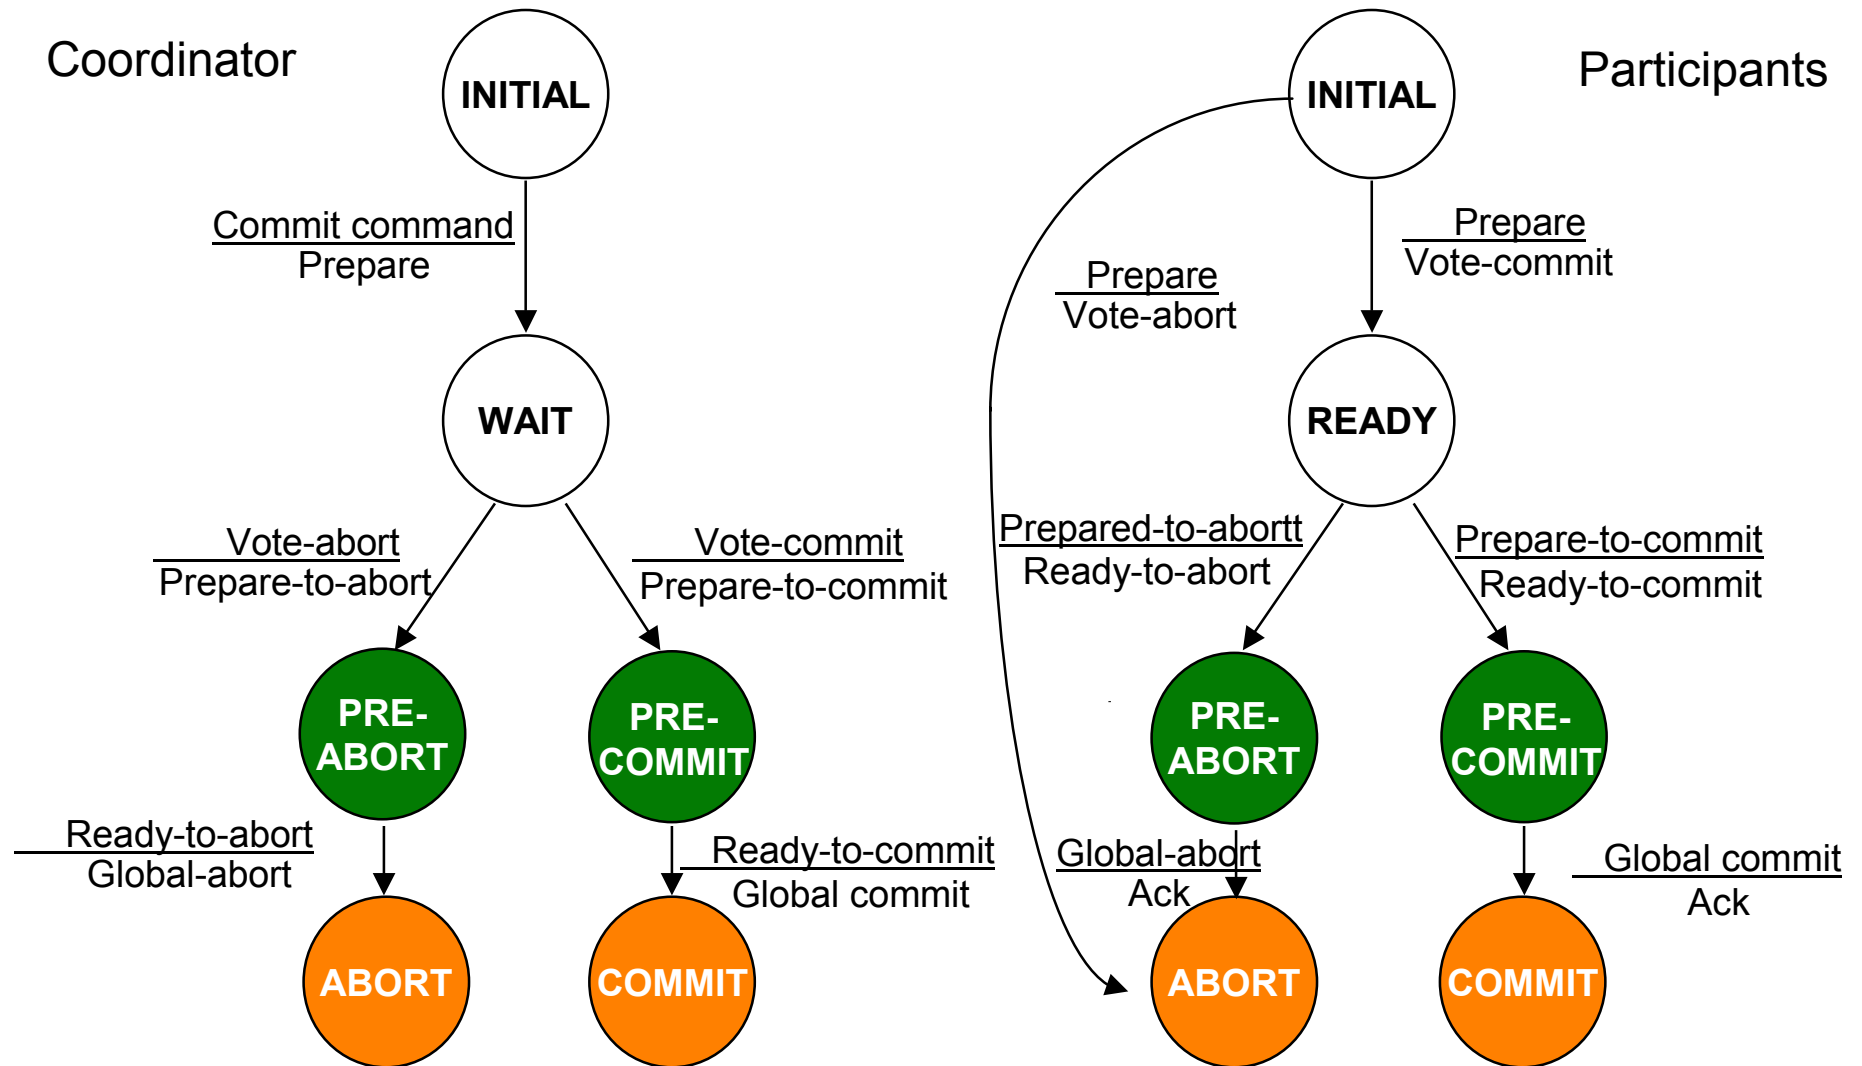 Coordinator
INITIAL
Commit command
Prepare
WAIT
Vote-abort
Prepare-to-abort
Vote-commit
Prepare-to-commit
PRE-
ABORT
PRE-
COMMIT
Ready-to-abort
Global-abort
Ready-to-commit
Global commit
ABORT
COMMIT
Participants
INITIAL
Prepare
Vote-commit
Prepare
Vote-abort
READY
Prepared-to-abortt
Ready-to-abort
Prepare-to-commit
Ready-to-commit
PRE-
ABORT
PRE-
COMMIT
Global-abort
Ack
Global commit
Ack
ABORT
COMMIT